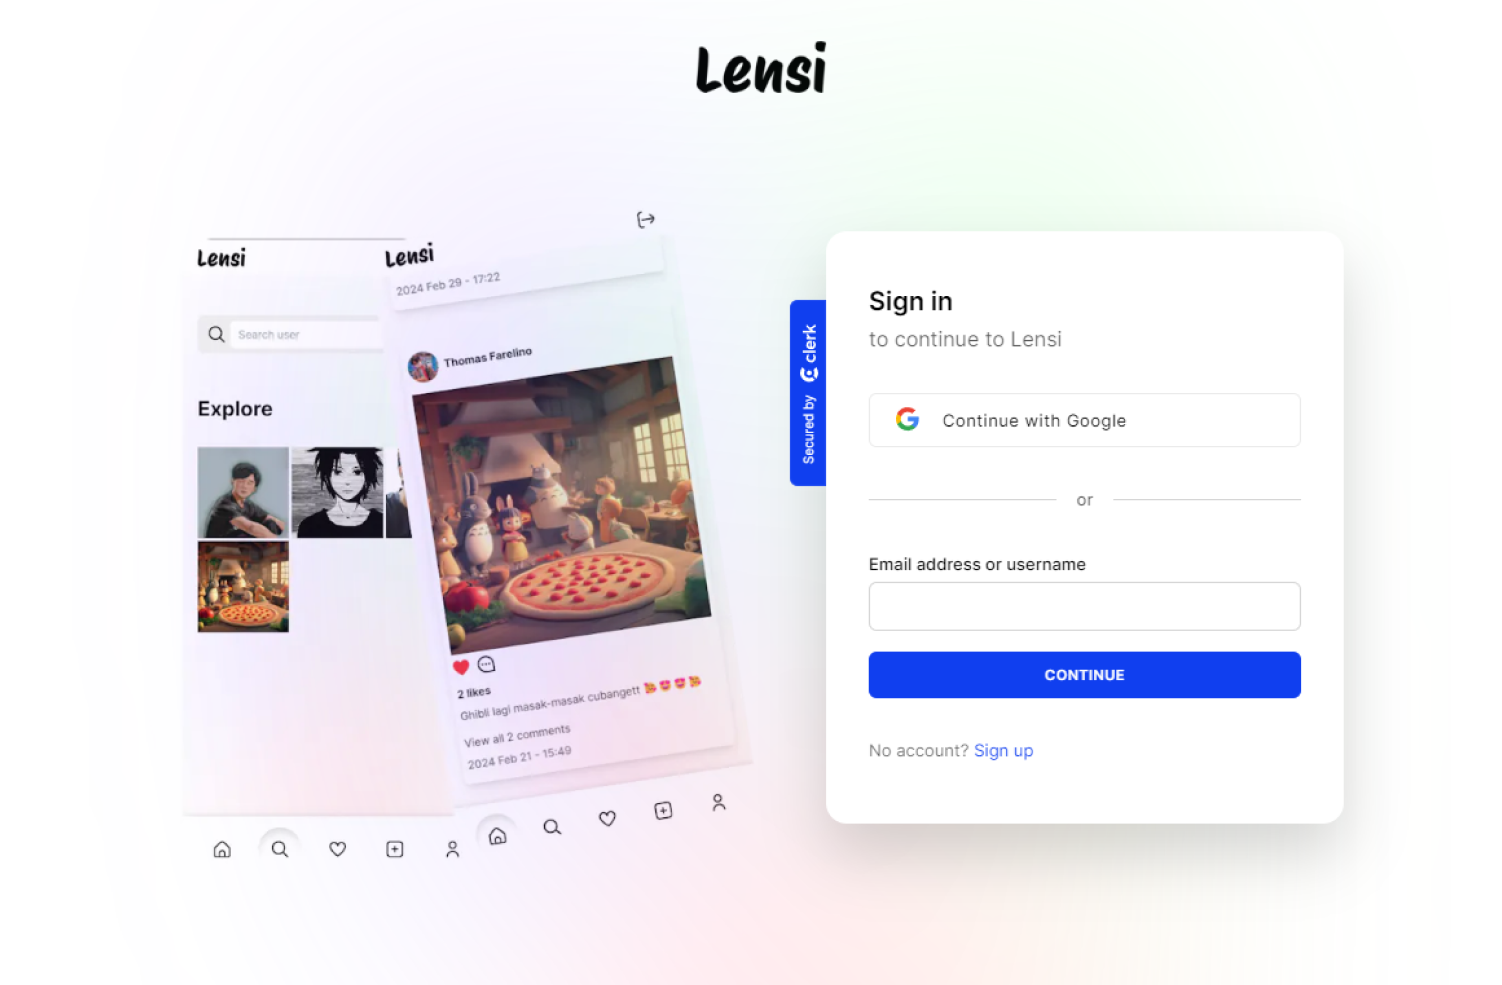 Lensi
Lensi
Search user
Explore
Lensi
2024 Feb 29 - 17:22
Thomas Farelino
2 likes
Ghibli lagi masak-masak cubangett 🥰😍😍🥰
View all 2 comments
2024 Feb 21 - 15:49
Secured by clerk
Sign in
to continue to Lensi
Continue with Google
or
Email address or username
CONTINUE
No account? Sign up